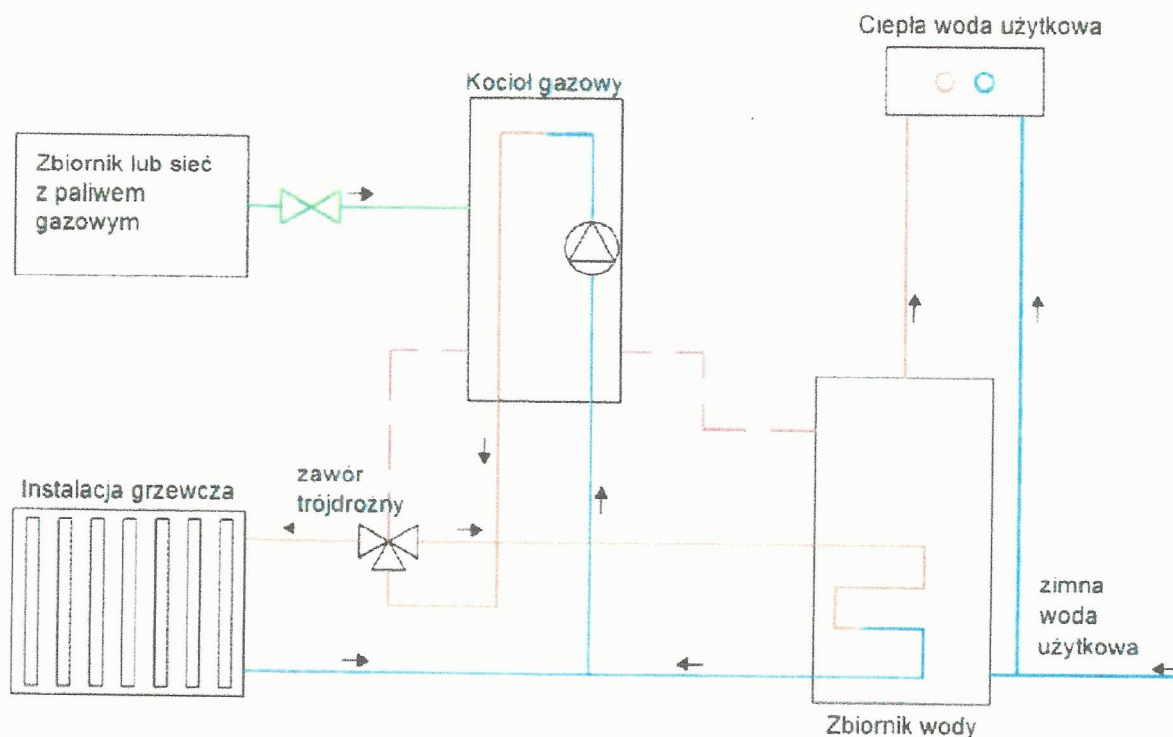 Ciepła woda użytkowa
Kocioł gazowy
Zbiornik lub sieć
z paliwem
gazowym
zawór
trójdrożny
Instalacja grzewcza
zimna
woda
użytkowa
Zbiornik wody